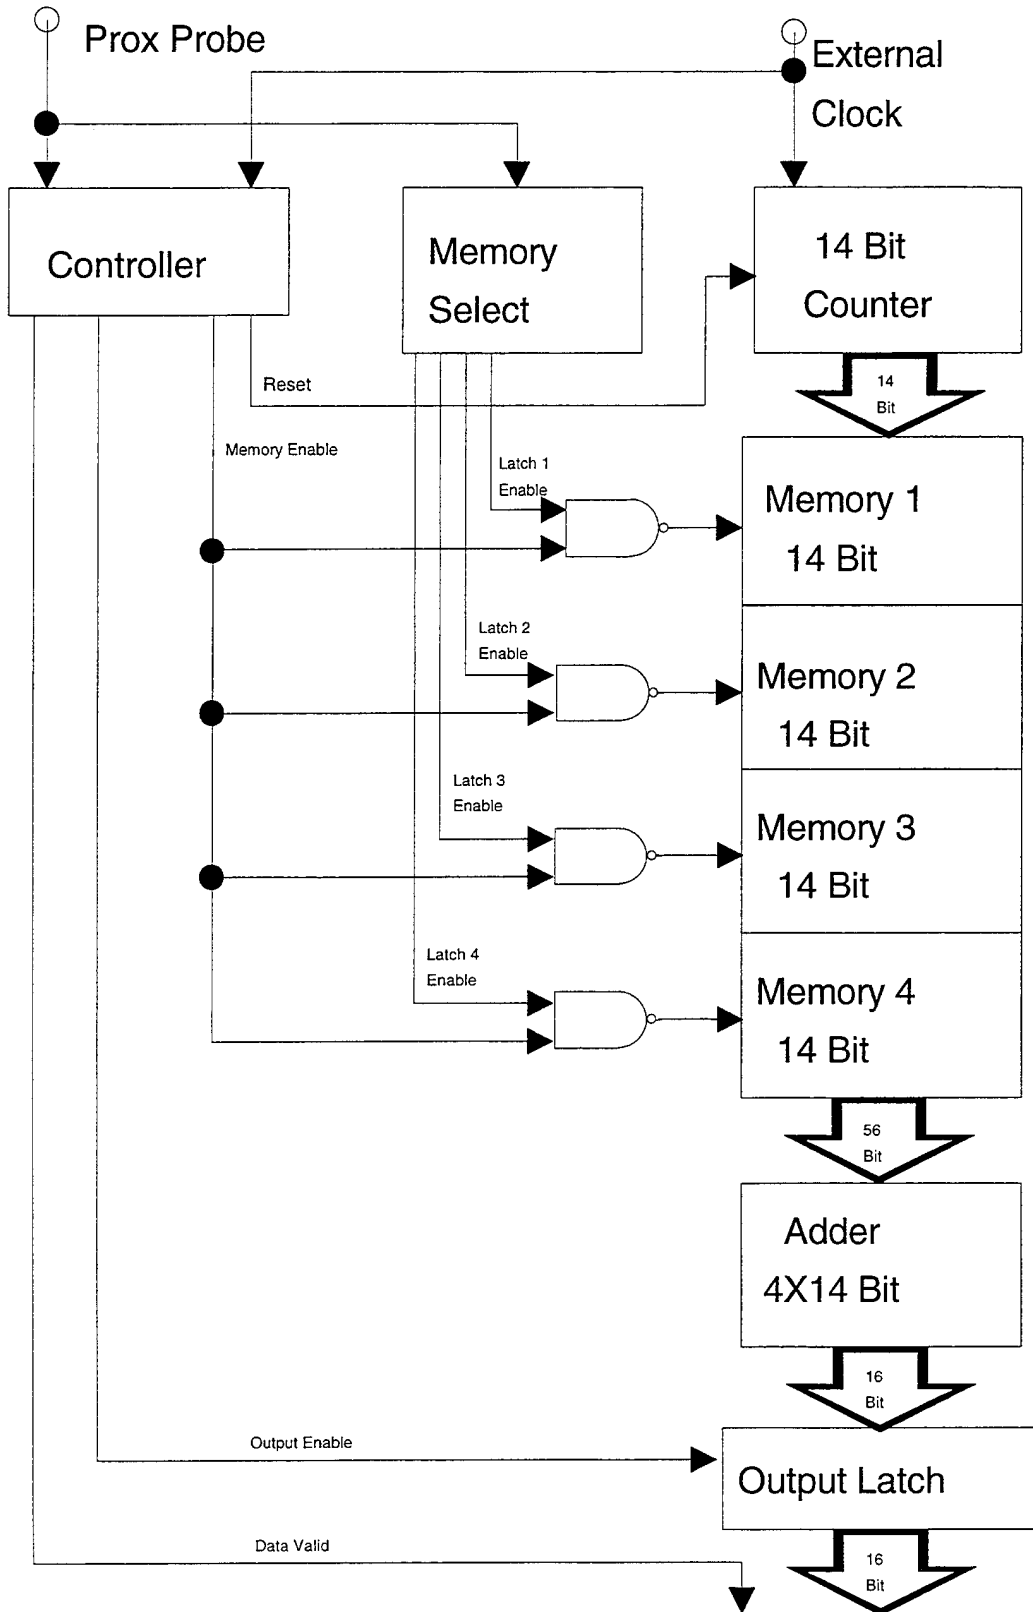 Prox Probe
External
Clock
Controller
Memory
Select
14 Bit
Counter
Reset
14
Bit
Memory Enable
Latch 1
Enable
Memory 1
14 Bit
Latch 2
Enable
Memory 2
14 Bit
Latch 3
Enable
Memory 3
14 Bit
Latch 4
Enable
Memory 4
14 Bit
56
Bit
Adder
4X14 Bit
16
Bit
Output Enable
Output Latch
Data Valid
16
Bit